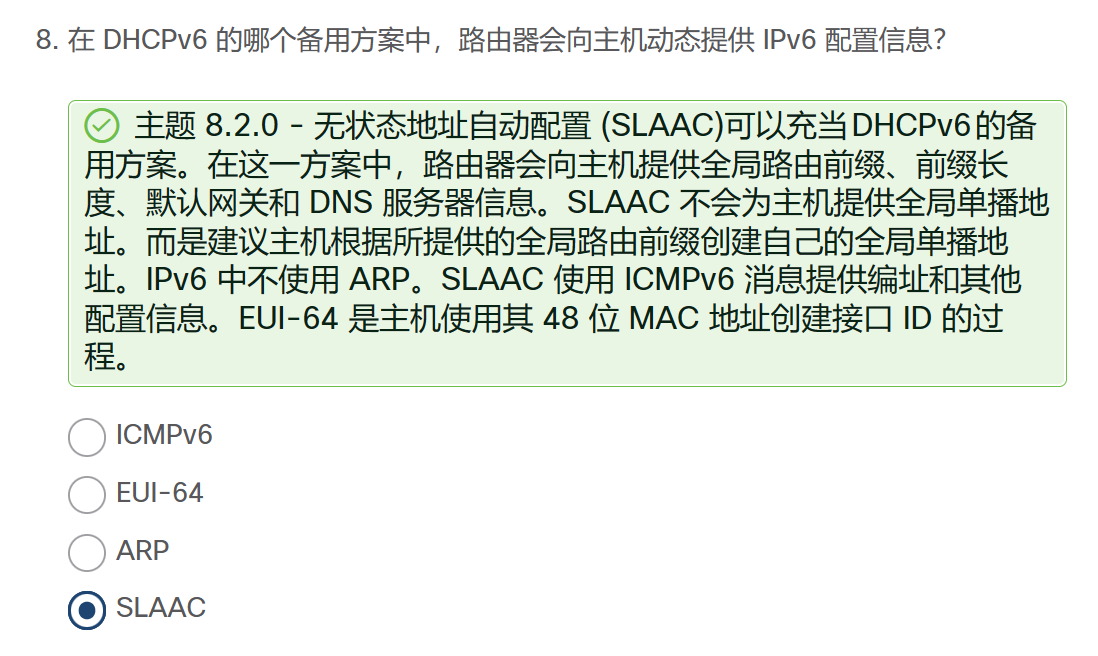 8. 在 DHCPv6 的哪个备用方案中，路由器会向主机动态提供 IPv6 配置信息？
主题 8.2.0 - 无状态地址自动配置 (SLAAC)可以充当DHCPv6的备
用方案。在这一方案中，路由器会向主机提供全局路由前缀、前缀长
度、默认网关和 DNS 服务器信息。SLAAC 不会为主机提供全局单播地
址。而是建议主机根据所提供的全局路由前缀创建自己的全局单播地
址。IPv6 中不使用 ARP。SLAAC 使用 ICMPv6 消息提供编址和其他
配置信息。EUI-64 是主机使用其 48 位 MAC 地址创建接口 ID 的过
程。
ICMPv6
EUI-64
ARP
SLAAC